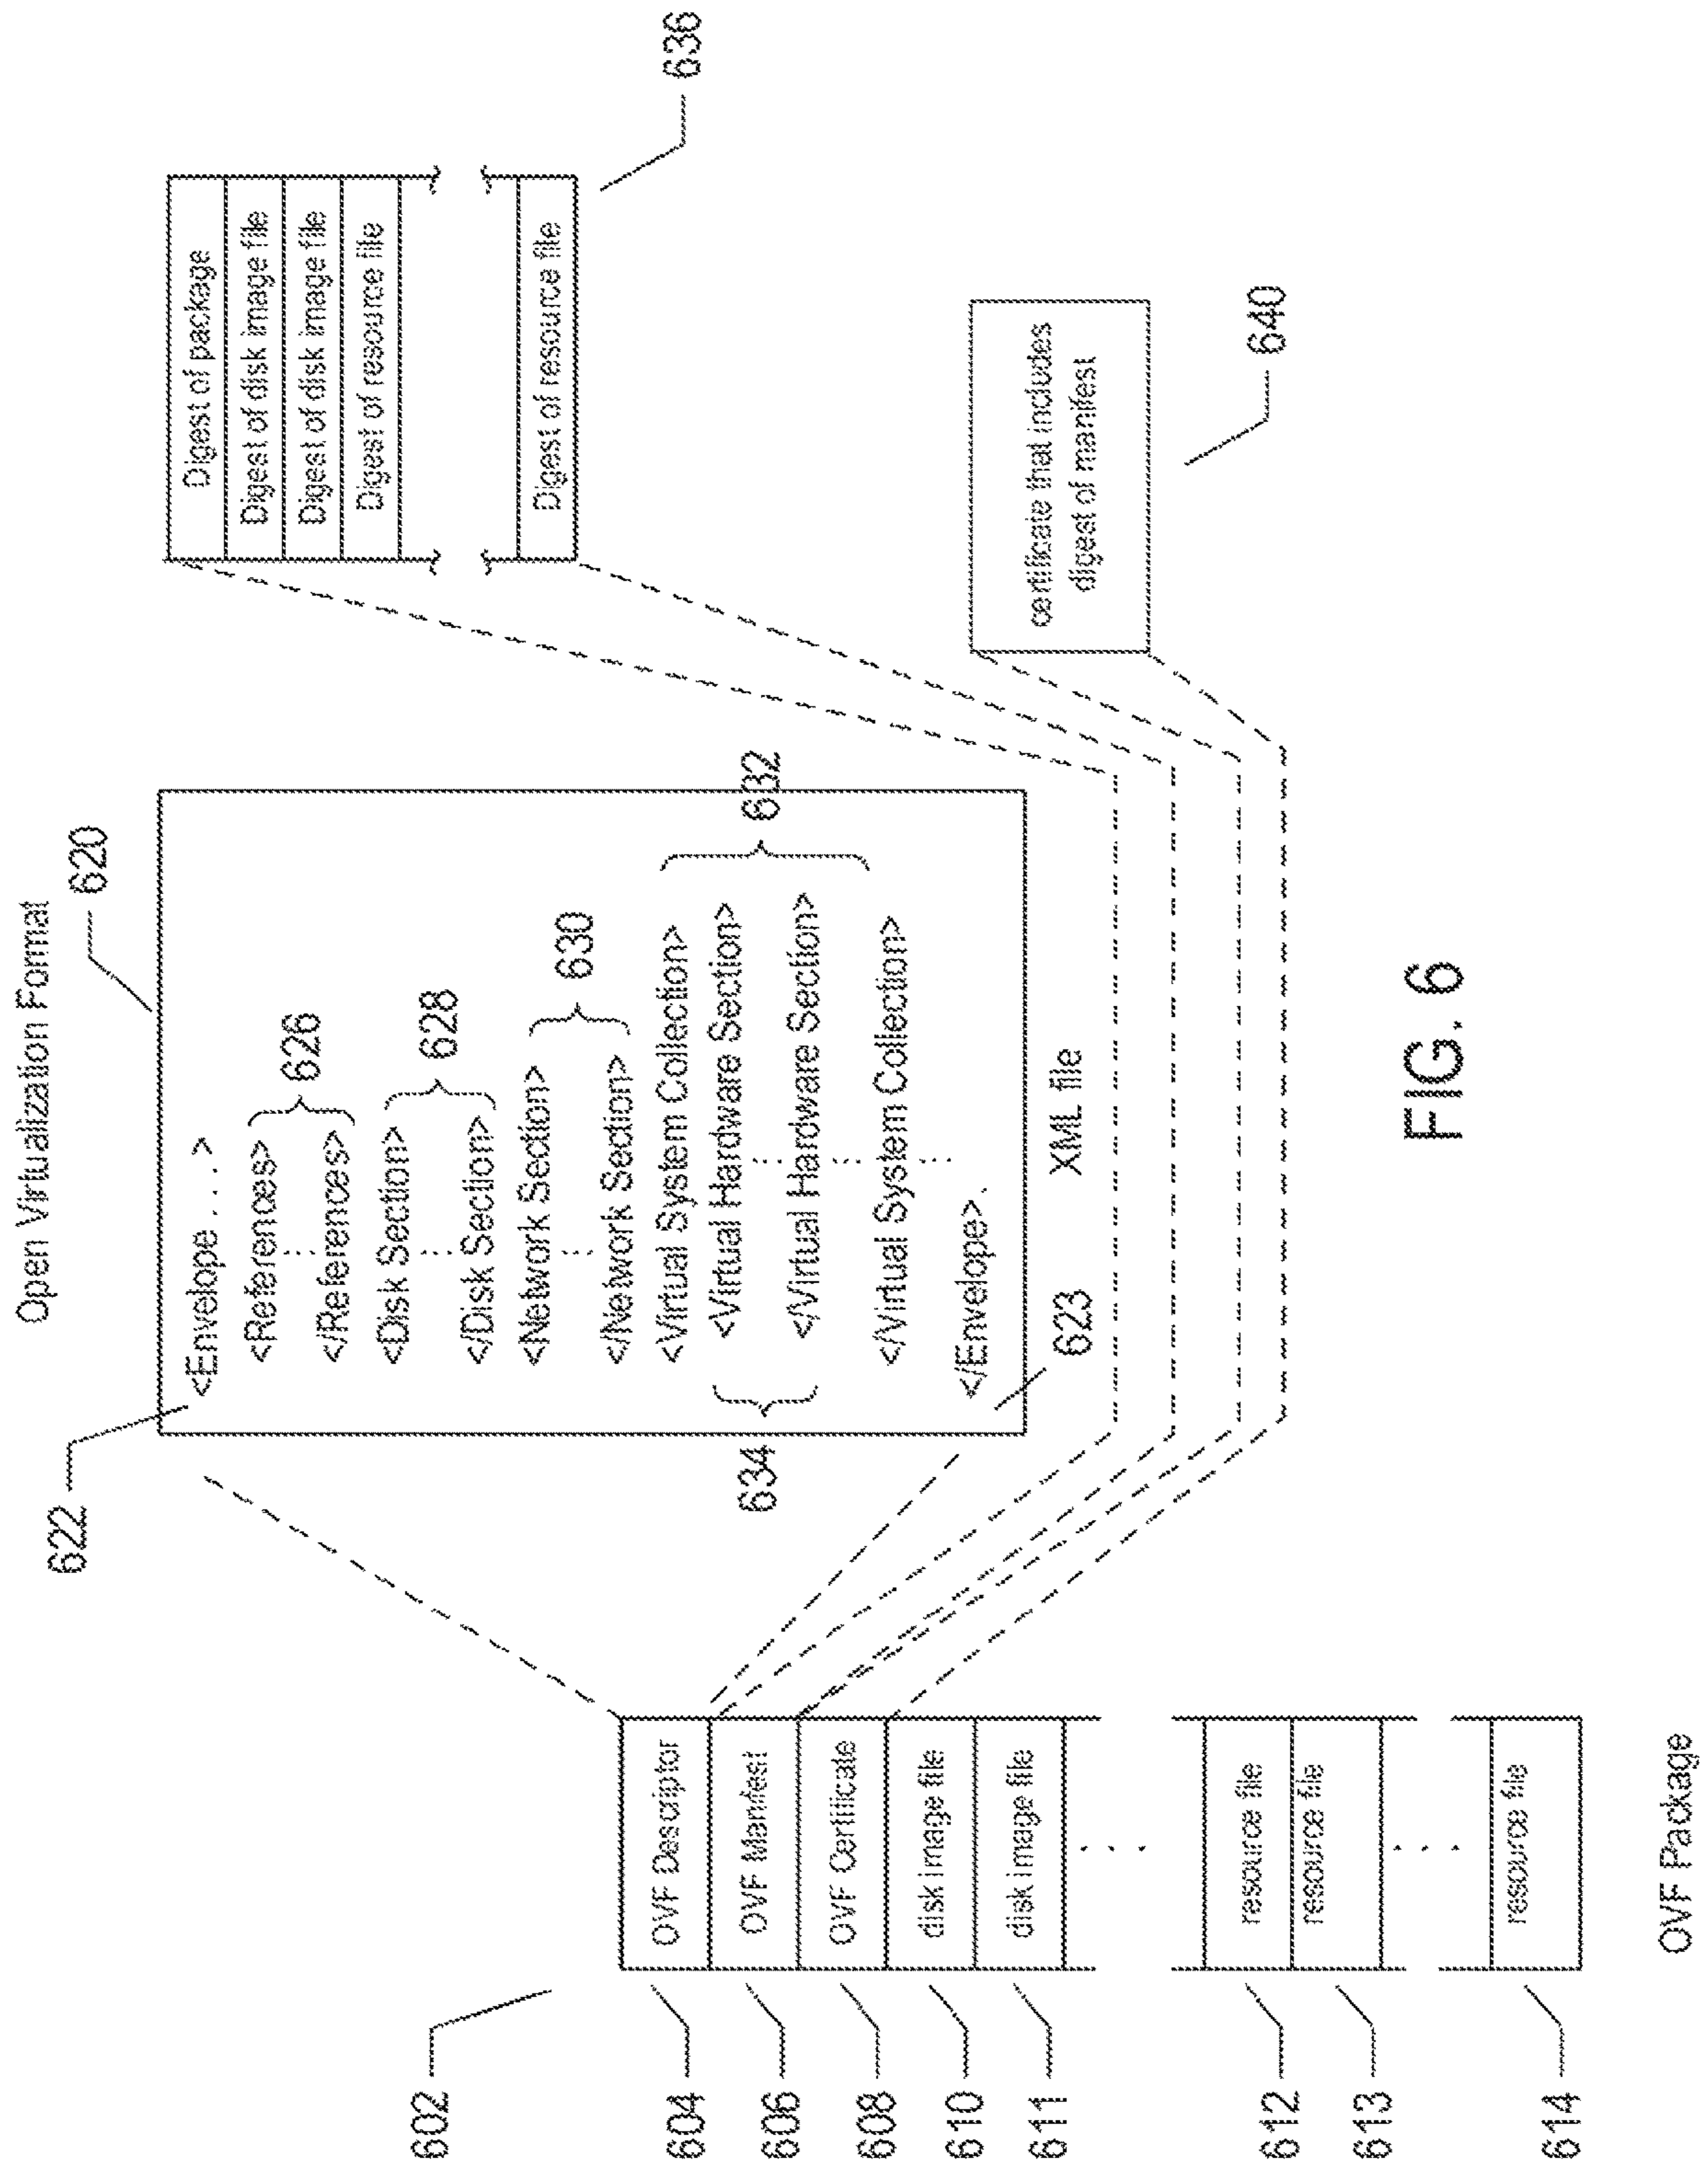 Open Virtualization Format
620
622
<Envelope . . . >
<References>
626
</References>
<Disk Section>
628
</Disk Section>
<Network Section>
630
</Network Section>
<Virtual System Collection>
<Virtual Hardware Section>
632
634
</Virtual Hardware Section>
</Virtual System Collection>
</Envelope>.
623
XML file
602
604
OVF Descriptor
606
OVF Manifest
608
OVF Certificate
610
disk image file
611
disk image file
. . .
612
resource file
613
resource file
. . .
614
resource file
OVF Package
Digest of package
Digest of disk image file
Digest of disk image file
Digest of resource file
Digest of resource file
636
certificate that includes
digest of manifest
640
FIG. 6